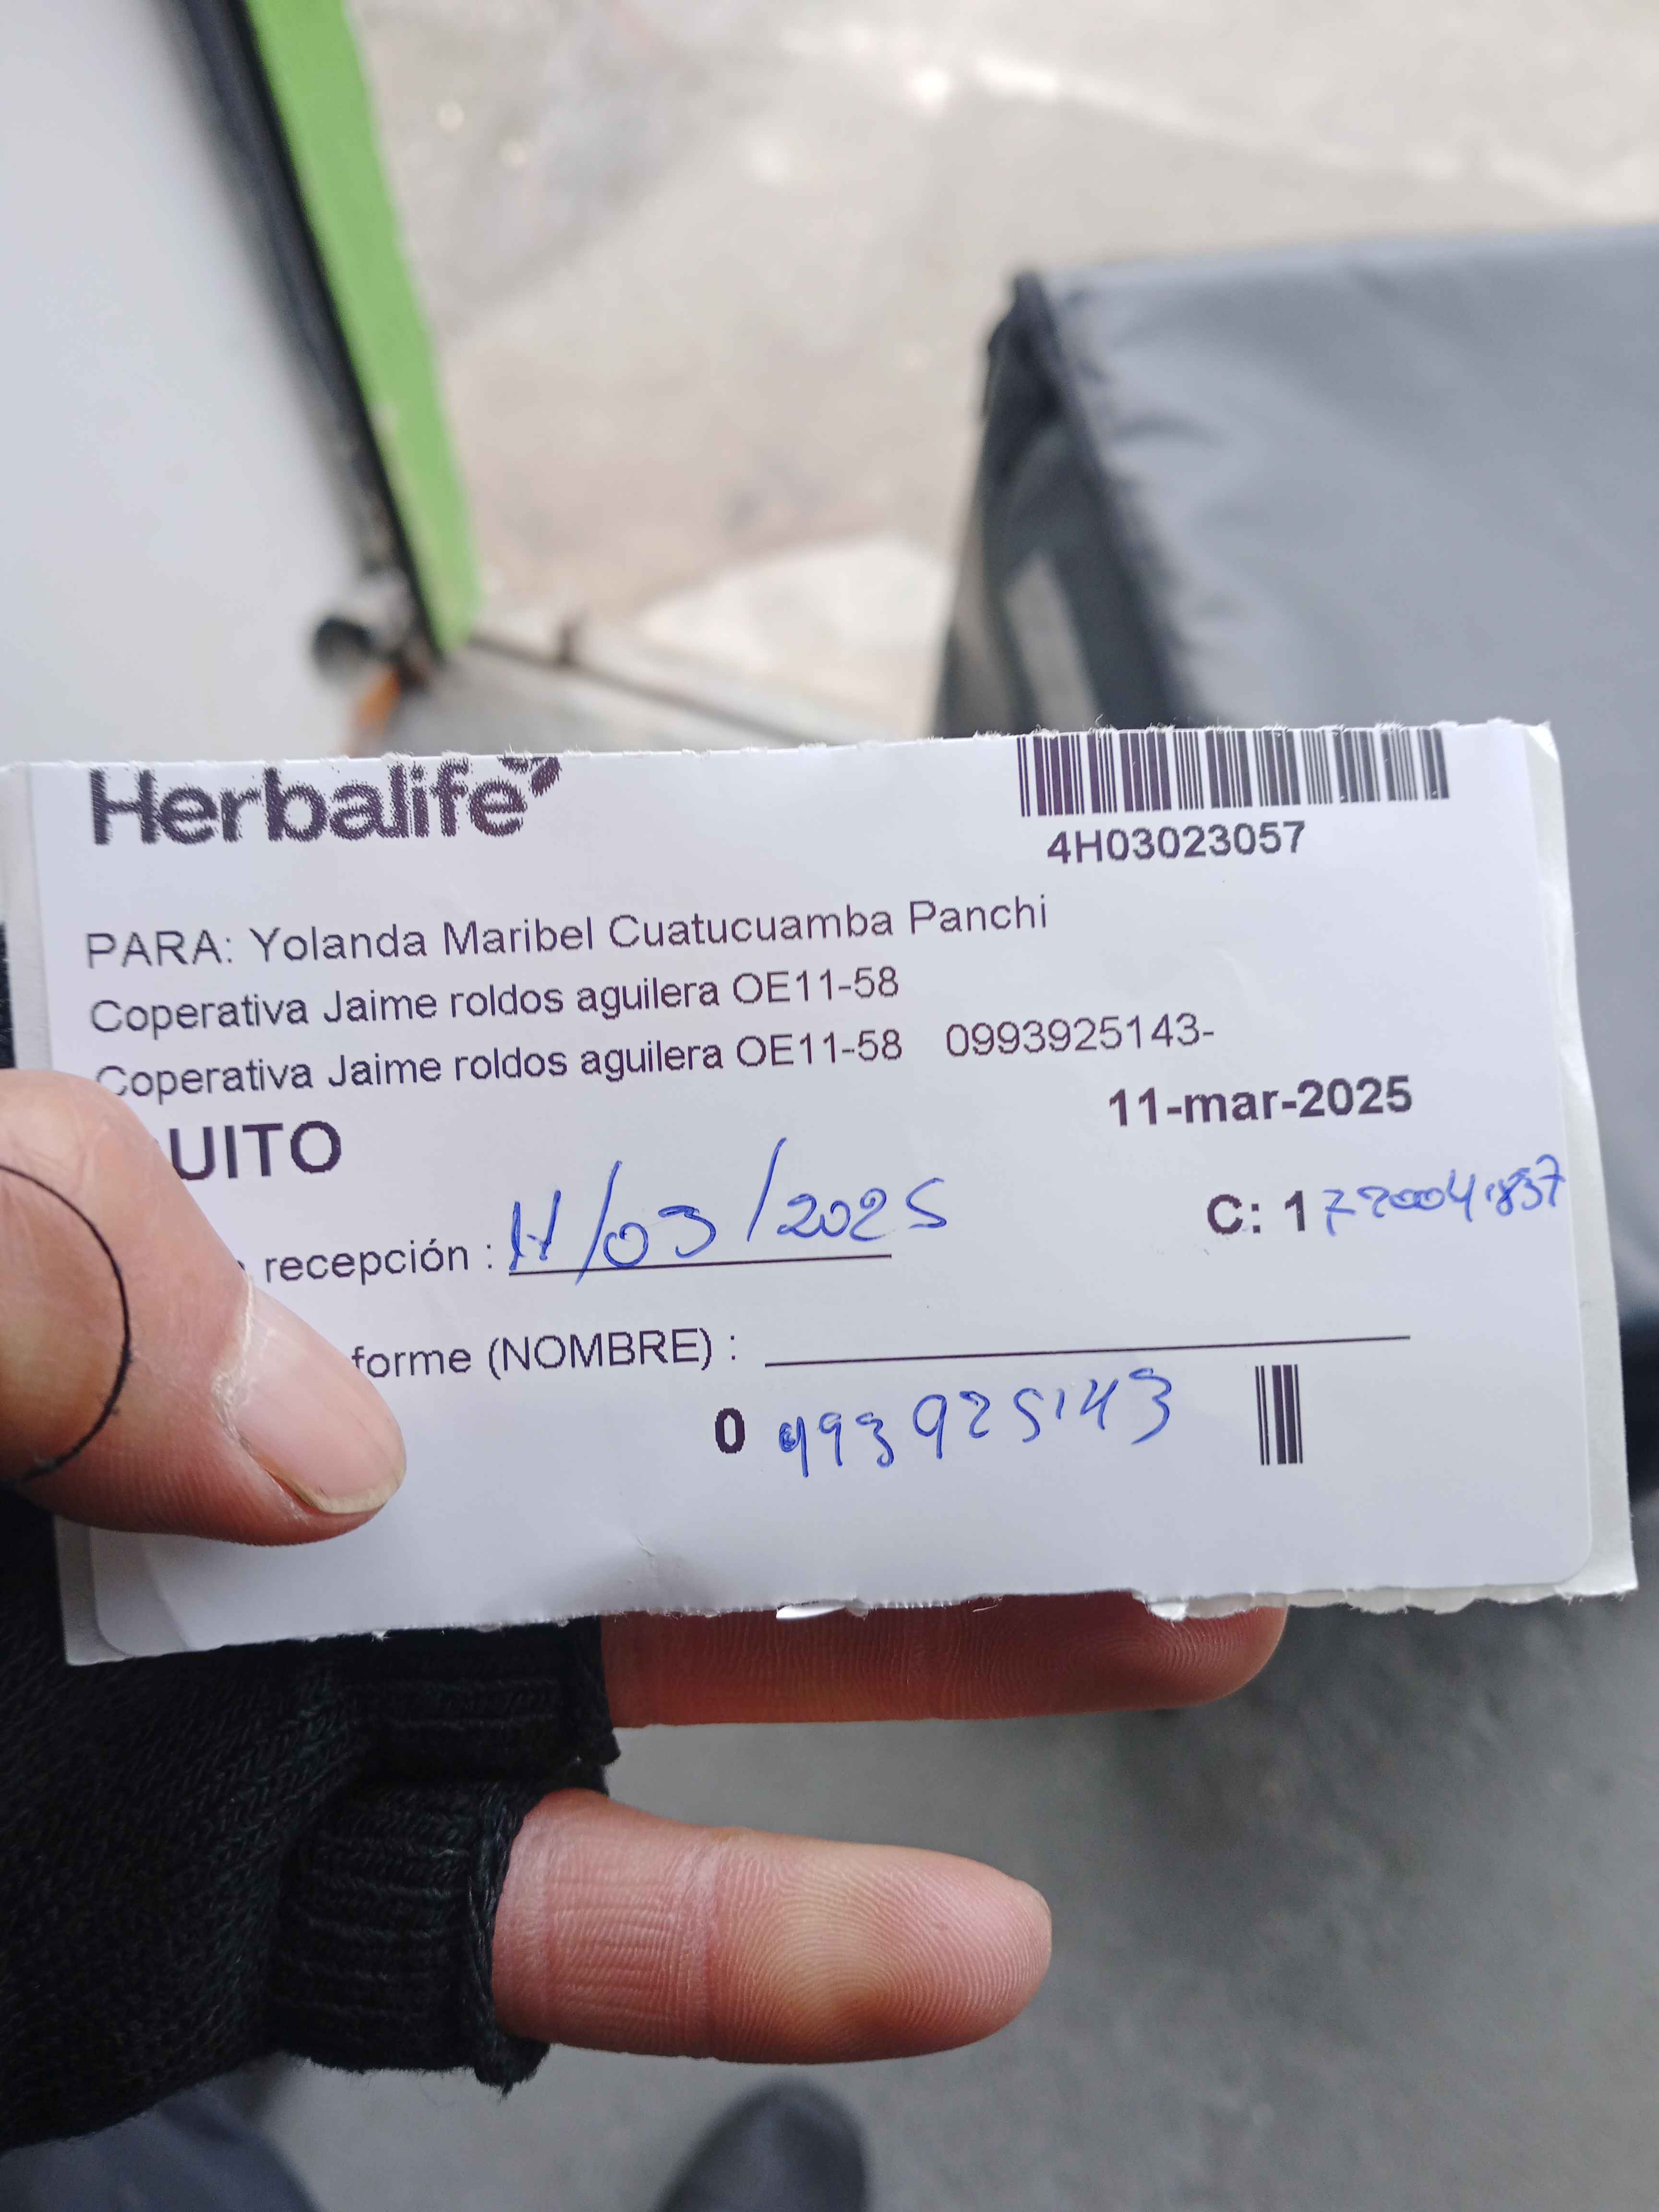 Herbalife
4H03023057
PARA: Yolanda Maribel Cuatucuamba Panchi
Coperativa Jaime roldos aguilera OE11-58
Coperativa Jaime roldos aguilera OE11-58 0993925143-
11-mar-2025
UITO
recepción : 11/03/2025
C: 1720041837
forme (NOMBRE) :
0 993925143